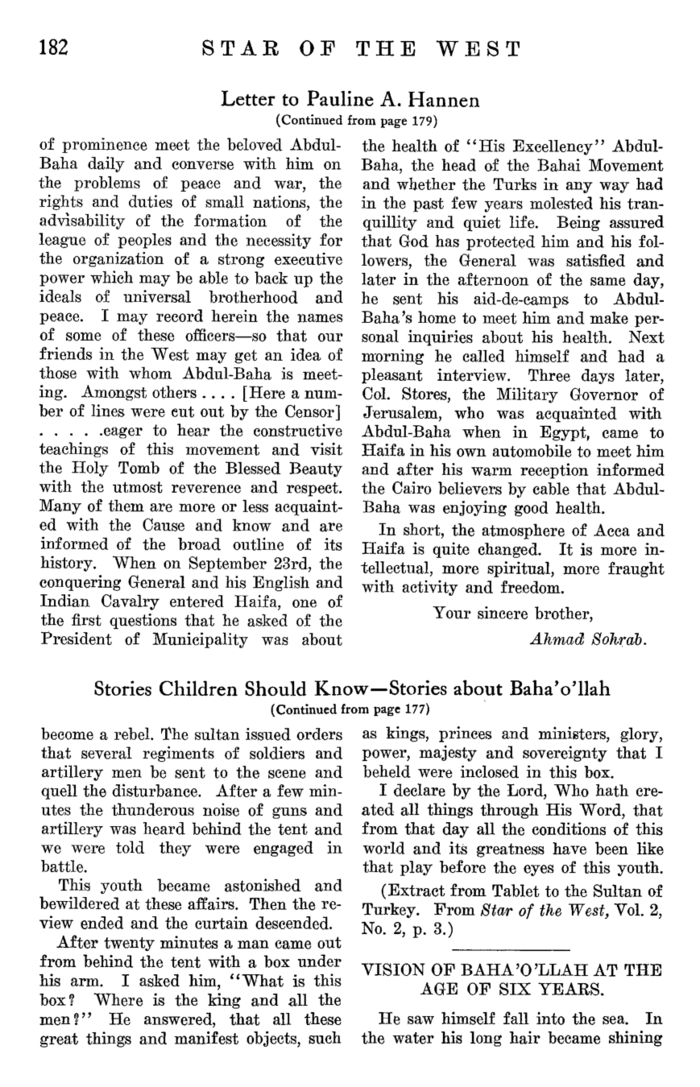 182 STAR OF THE WEST
Letter to Pauline A. Hannen
(Continued from page 179)
of prominence meet the beloved Abdul-
Baha daily and converse with him on
the problems of peace and war, the
rights and duties of small nations, the
advisability of the formation of the
league of peoples and the necessity for
the organization of a strong executive
power which may be able to back up the
ideals of universal brotherhood and
peace. I may record herein the names
of some of these officers—so that our
friends in the West may get an idea of
those with whom Abdul-Baha is meet-
ing. Amongst others . . . . [Here a num-
ber of lines were cut out by the Censor]
. . . . .eager to hear the constructive
teachings of this movement and visit
the Holy Tomb of the Blessed Beauty
with the utmost reverence and respect.
Many of them are more or less acquaint-
ed with the Cause and know and are
informed of the broad outline of its
history. When on September 23rd, the
conquering General and his English and
Indian Cavalry entered Haifa, one of
the first questions that he asked of the
President of Municipality was about
the health of "His Excellency" Abdul-
Baha, the head of the Bahai Movement
and whether the Turks in any way had
in the past few years molested his tran-
quillity and quiet life. Being assured
that God has protected him and his fol-
lowers, the General was satisfied and
later in the afternoon of the same day,
he sent his aid-de-camps to Abdul-
Baha's home to meet him and make per-
sonal inquiries about his health. Next
morning he called himself and had a
pleasant interview. Three days later,
Col. Stores, the Military Governor of
Jerusalem, who was acquainted with
Abdul-Baha when in Egypt, came to
Haifa in his own automobile to meet him
and after his warm reception informed
the Cairo believers by cable that Abdul-
Baha was enjoying good health.
In short, the atmosphere of Acca and
Haifa is quite changed. It is more in-
tellectual, more spiritual, more fraught
with activity and freedom.
Your sincere brother,
Ahmad Sohrab.
Stories Children Should Know—Stories about Baha'o'llah
(Continued from page 177)
become a rebel. The sultan issued orders
that several regiments of soldiers and
artillery men be sent to the scene and
quell the disturbance. After a few min-
utes the thunderous noise of guns and
artillery was heard behind the tent and
we were told they were engaged in
battle.
This youth became astonished and
bewildered at these affairs. Then the re-
view ended and the curtain descended.
After twenty minutes a man came out
from behind the tent with a box under
his arm. I asked him, "What is this
box? Where is the king and all the
men?" He answered, that all these
great things and manifest objects, such
as kings, princes and ministers, glory,
power, majesty and sovereignty that I
beheld were inclosed in this box.
I declare by the Lord, Who hath cre-
ated all things through His Word, that
from that day all the conditions of this
world and its greatness have been like
that play before the eyes of this youth.
(Extract from Tablet to the Sultan of
Turkey. From Star of the West, Vol. 2,
No. 2, p. 3.)
VISION OF BAHA'O'LLAH AT THE
AGE OF SIX YEARS.
He saw himself fall into the sea. In
the water his long hair became shining